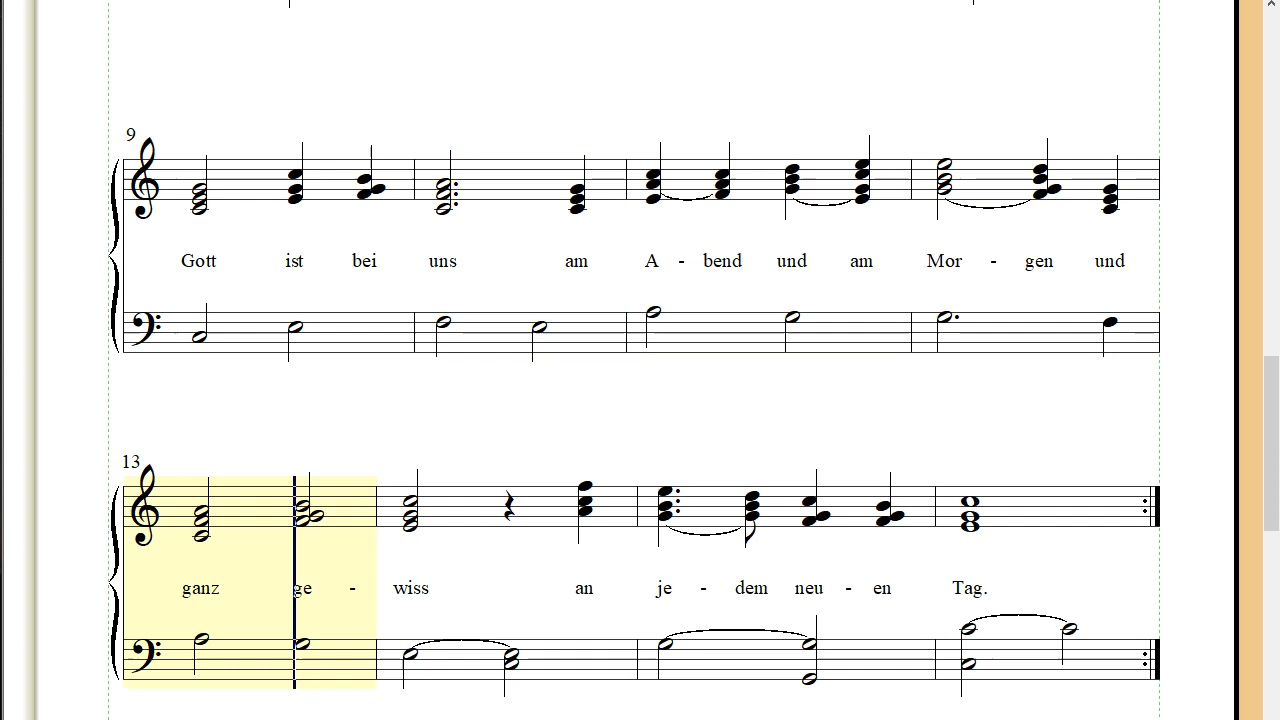 9
Gott ist bei uns am A - bend und am Mor - gen und
13
ganz ge - wiss an je - dem neu - en Tag.